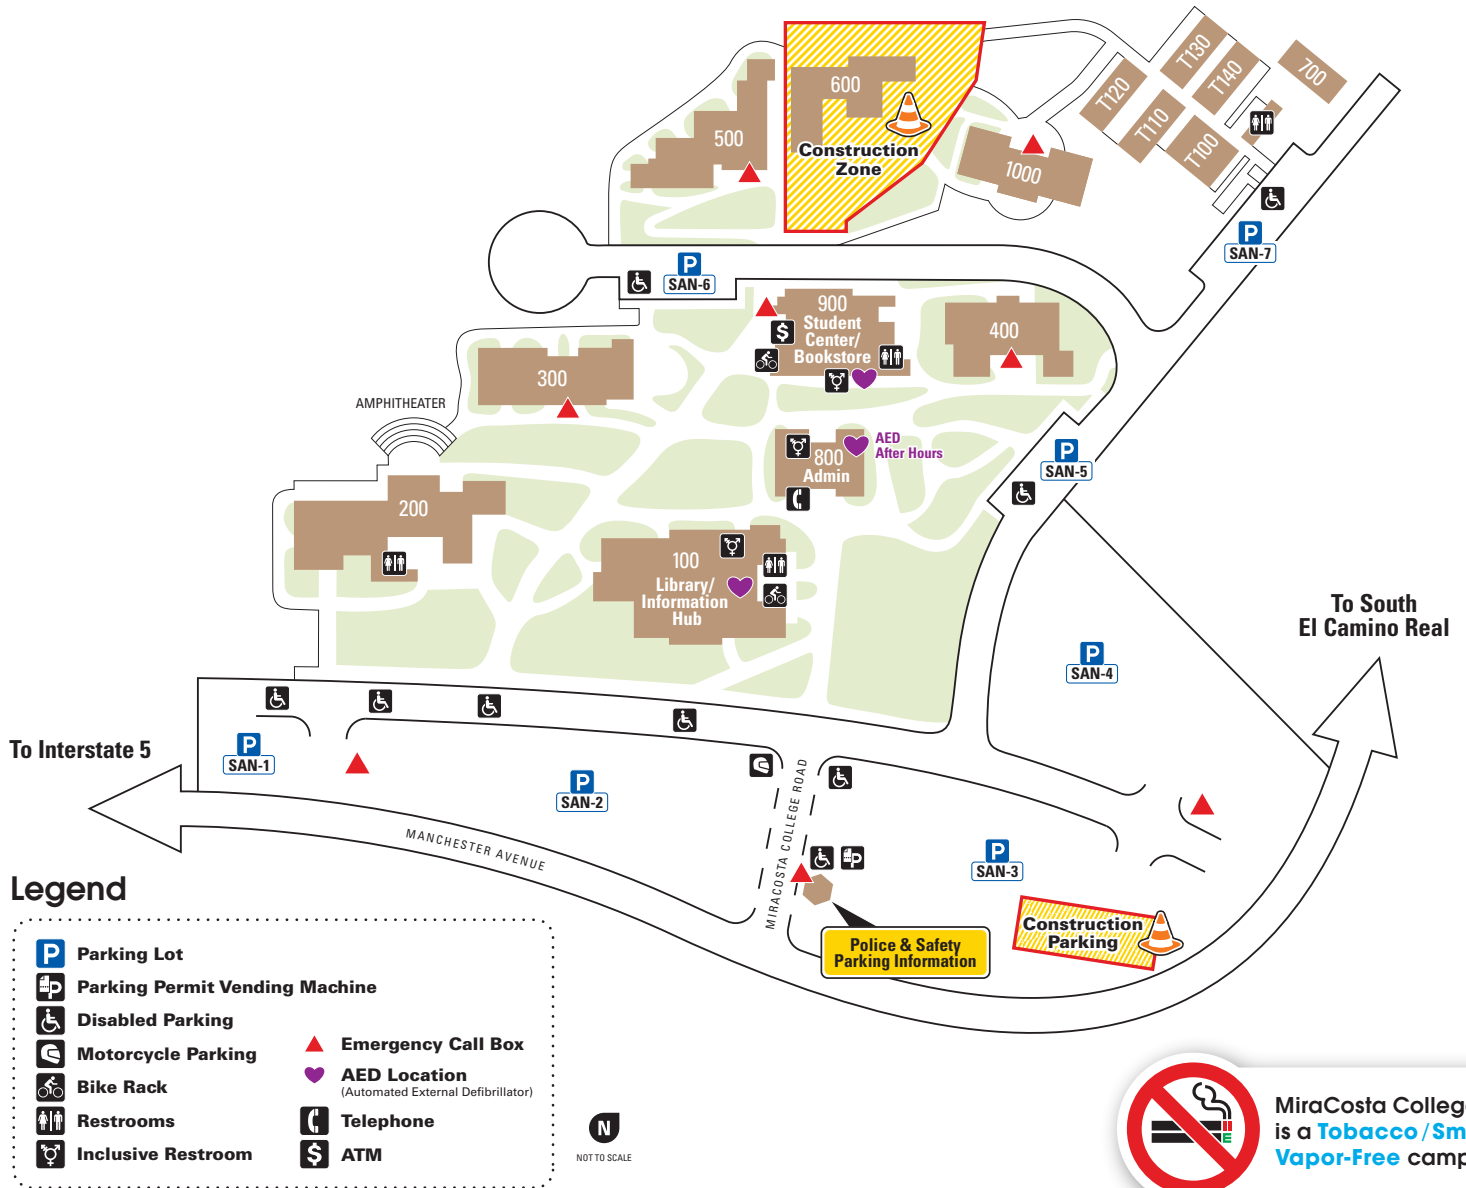 T130
T140
700
T120
T110
T100
600
500
Construction
Zone
1000
P
SAN-7
P
SAN-6
900
Student
Center/
Bookstore
$
400
300
AMPHITHEATER
AED
After Hours
800
Admin
P
SAN-5
200
100
Library/
Information
Hub
To South
El Camino Real
P
SAN-4
To Interstate 5
P
SAN-1
P
SAN-2
MIRACOSTA COLLEGE ROAD
MANCHESTER AVENUE
P
P
SAN-3
Construction
Parking
Police & Safety
Parking Information
Legend
P Parking Lot
P Parking Permit Vending Machine
Disabled Parking
Motorcycle Parking
Bike Rack
Restrooms
Inclusive Restroom
Emergency Call Box
AED Location
(Automated External Defibrillator)
Telephone
$ ATM
N
NOT TO SCALE
MiraCosta College
is a Tobacco/Sm
Vapor-Free camp